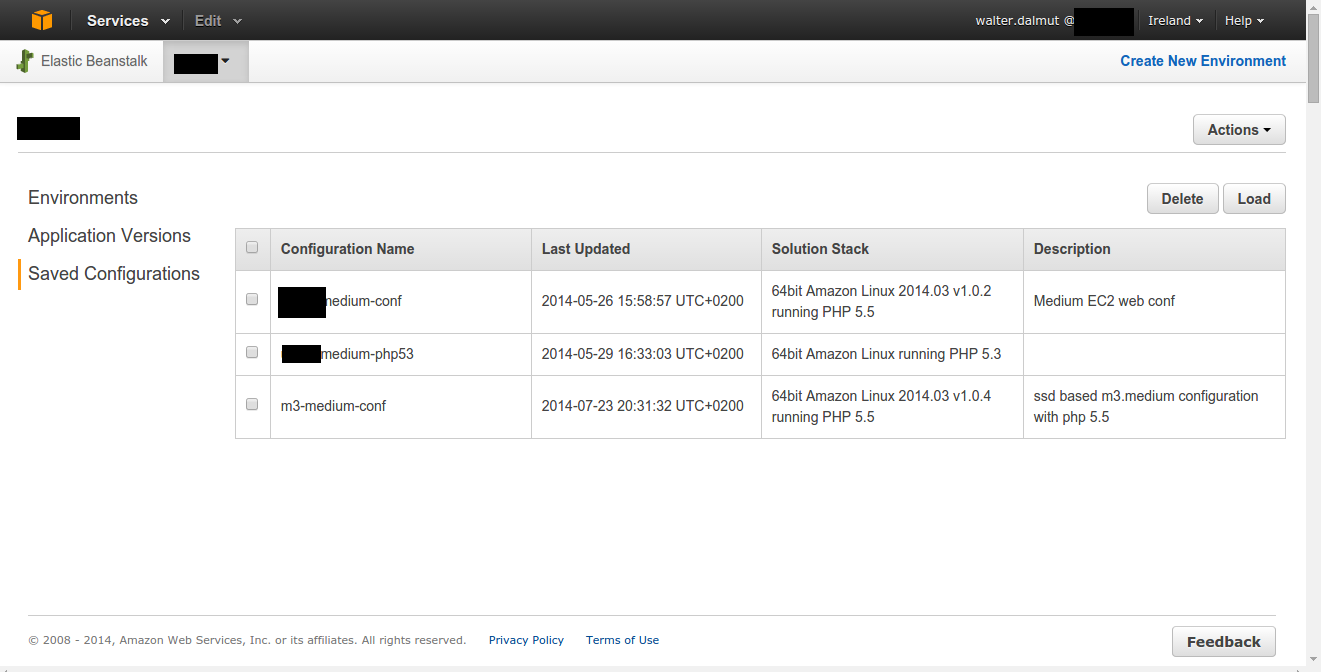 Services Edit walter.dalmut @ Ireland Help
Elastic Beanstalk Create New Environment
Actions
Environments
Application Versions
Saved Configurations
Delete Load
Configuration Name Last Updated Solution Stack Description
medium-conf 2014-05-26 15:58:57 UTC+0200 64bit Amazon Linux 2014.03 v1.0.2 Medium EC2 web conf
running PHP 5.5
medium-php53 2014-05-29 16:33:03 UTC+0200 64bit Amazon Linux running PHP 5.3
m3-medium-conf 2014-07-23 20:31:32 UTC+0200 64bit Amazon Linux 2014.03 v1.0.4 ssd based m3.medium configuration
running PHP 5.5 with php 5.5
© 2008 - 2014, Amazon Web Services, Inc. or its affiliates. All rights reserved. Privacy Policy Terms of Use Feedback